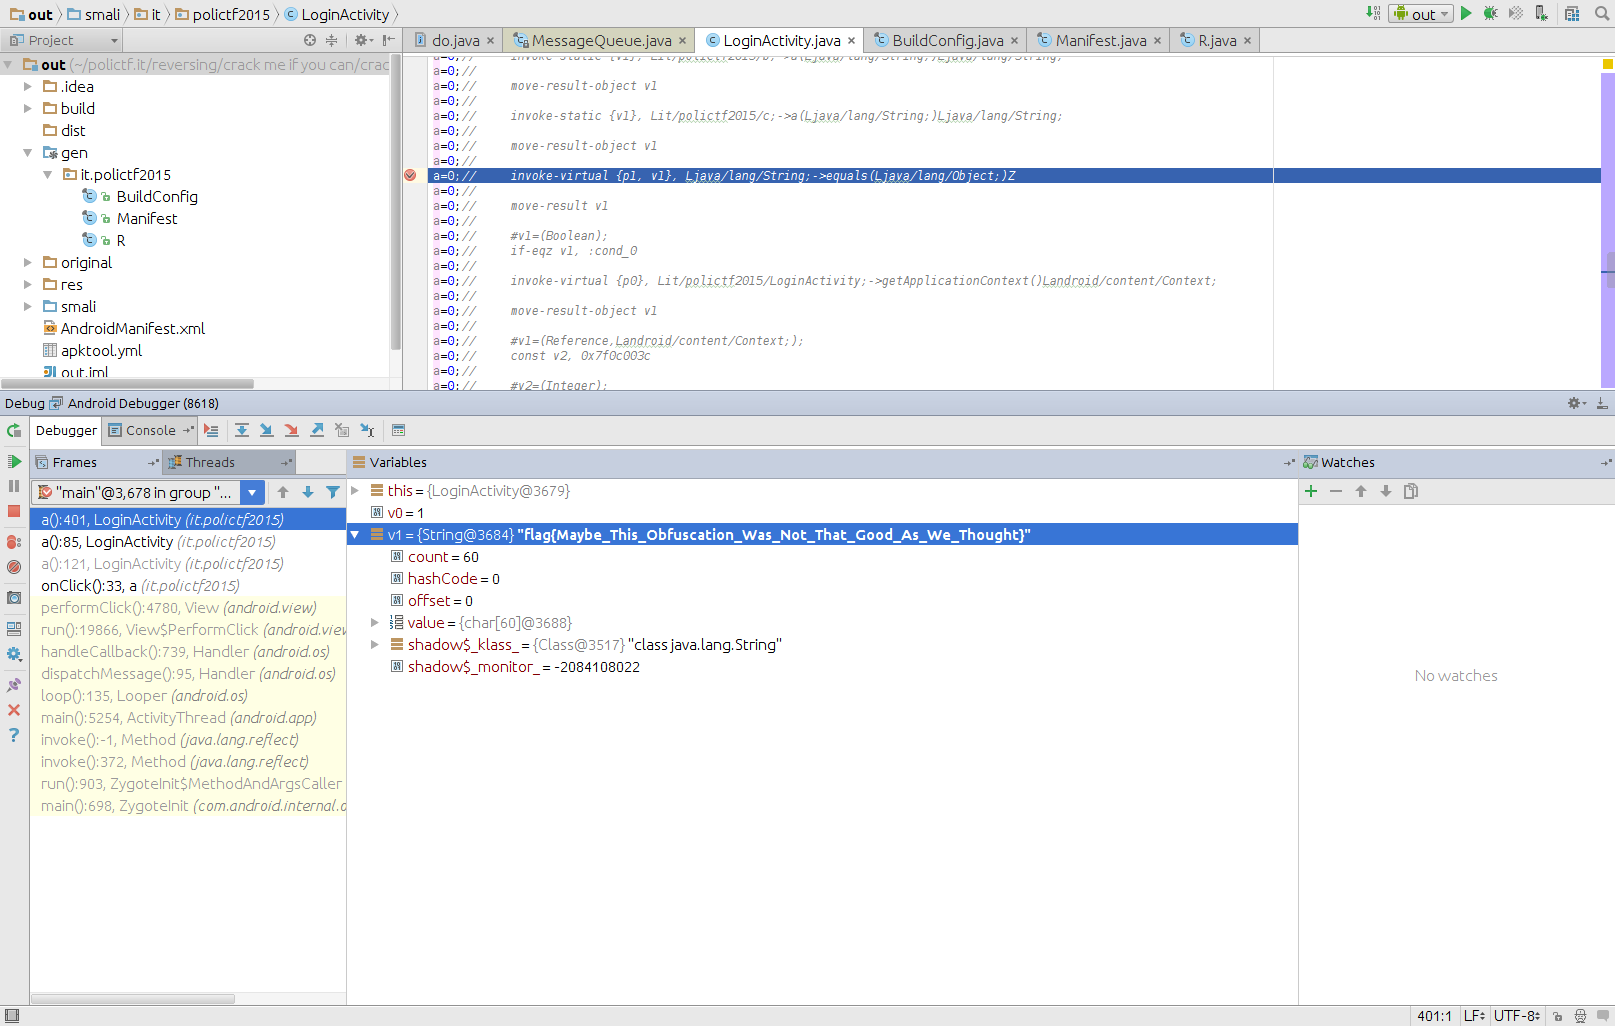 out smali it polictf2015 LoginActivity out
Project do.java MessageQueue.java LoginActivity.java BuildConfig.java Manifest.java R.java
out (~/polictf.it/reversing/crack me if you can/crac
.idea
build
dist
gen
it.polictf2015
BuildConfig
Manifest
R
original
res
smali
AndroidManifest.xml
apktool.yml
out.iml
a=0;// invoke-static {v1}, Lit/polictf2015/b;->a(Ljava/lang/String;)Ljava/lang/String;
a=0;//
a=0;// move-result-object v1
a=0;//
a=0;// invoke-static {v1}, Lit/polictf2015/c;->a(Ljava/lang/String;)Ljava/lang/String;
a=0;//
a=0;// move-result-object v1
a=0;//
a=0;// invoke-virtual {p1, v1}, Ljava/lang/String;->equals(Ljava/lang/Object;)Z
a=0;//
a=0;// move-result v1
a=0;//
a=0;// #v1=(Boolean);
a=0;// if-eqz v1, :cond_0
a=0;//
a=0;// invoke-virtual {p0}, Lit/polictf2015/LoginActivity;->getApplicationContext()Landroid/content/Context;
a=0;//
a=0;// move-result-object v1
a=0;//
a=0;// #v1=(Reference,Landroid/content/Context;);
a=0;// const v2, 0x7f0c003c
a=0;//
a=0;// #v2=(Integer);
Debug Android Debugger (8618)
Debugger Console
Frames Threads Variables Watches
"main"@3,678 in group "...
a():401, LoginActivity (it.polictf2015)
a():85, LoginActivity (it.polictf2015)
a():121, LoginActivity (it.polictf2015)
onClick():33, a (it.polictf2015)
performClick():4780, View (android.view)
run():19866, View$PerformClick (android.view
handleCallback():739, Handler (android.os)
dispatchMessage():95, Handler (android.os)
loop():135, Looper (android.os)
main():5254, ActivityThread (android.app)
invoke():-1, Method (java.lang.reflect)
invoke():372, Method (java.lang.reflect)
run():903, ZygoteInit$MethodAndArgsCaller
main():698, ZygoteInit (com.android.internal.o
this = {LoginActivity@3679}
v0 = 1
v1 = {String@3684} "flag{Maybe_This_Obfuscation_Was_Not_That_Good_As_We_Thought}"
count = 60
hashCode = 0
offset = 0
value = {char[60]@3688}
shadow$_klass_ = {Class@3517} "class java.lang.String"
shadow$_monitor_ = -2084108022
No watches
401:1 LF UTF-8